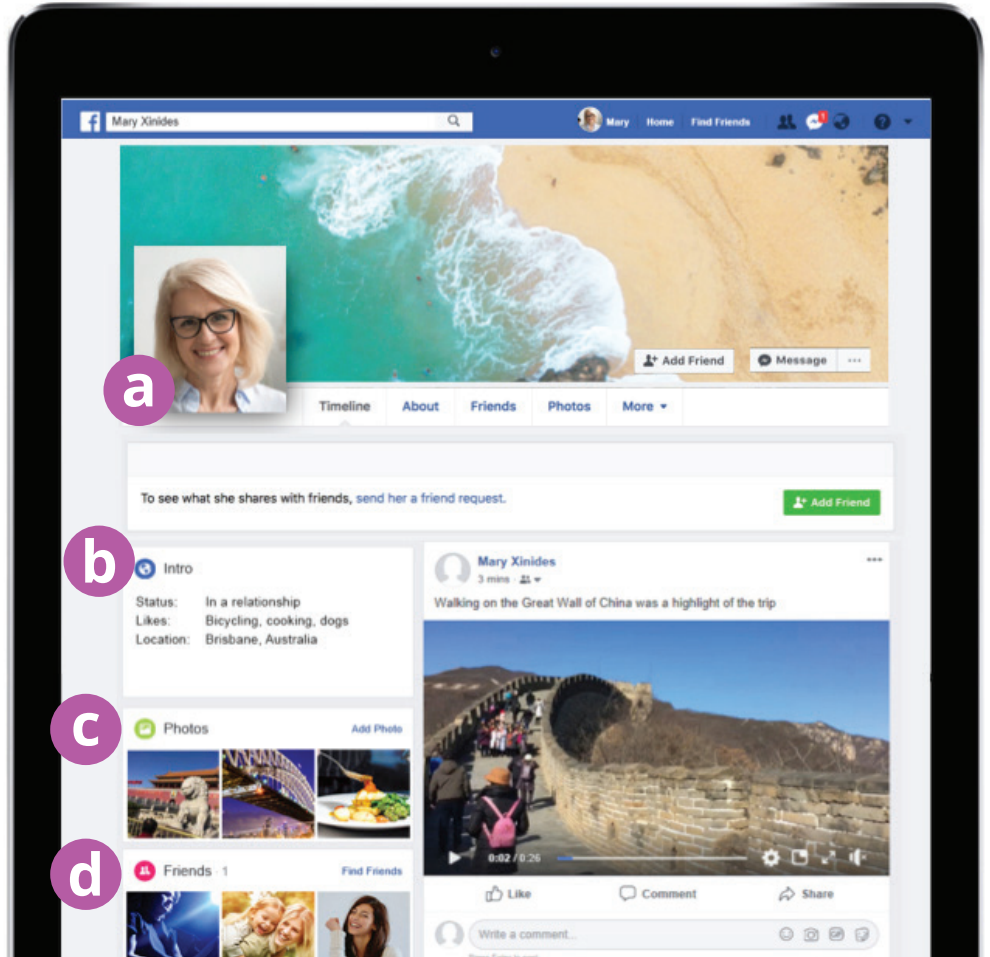 f
Mary Xinides
Mary Home Find Friends 1 ?
Add Friend
Message ...
a
Timeline About Friends Photos More
To see what she shares with friends, send her a friend request.
Add Friend
b
Intro
Status: In a relationship
Likes: Bicycling, cooking, dogs
Location: Brisbane, Australia
c
Photos Add Photo
d
Friends · 1 Find Friends
Mary Xinides
3 mins ·
Walking on the Great Wall of China was a highlight of the trip
0:02 / 0:26
Like Comment Share
Write a comment...